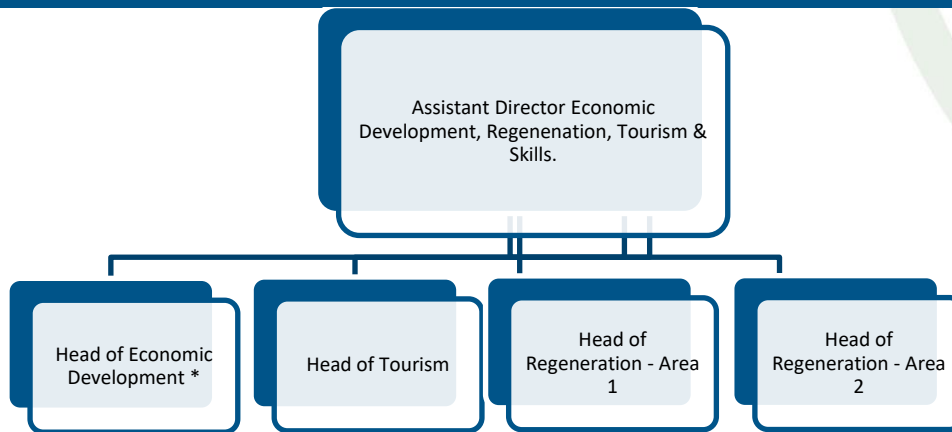 Assistant Director Economic
Development, Regenenation, Tourism &
Skills.
Head of Economic
Development *
Head of Tourism
Head of
Regeneration - Area
1
Head of
Regeneration - Area
2